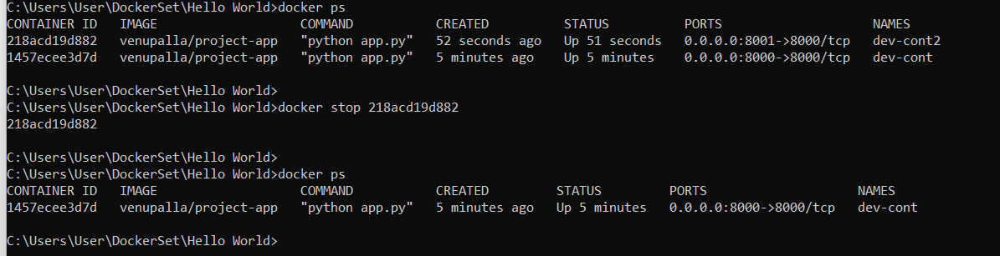 C:\Users\User\DockerSet\Hello World>docker ps
CONTAINER ID   IMAGE                   COMMAND           CREATED          STATUS          PORTS                    NAMES
218acd19d882   venupalla/project-app   "python app.py"   52 seconds ago   Up 51 seconds   0.0.0.0:8001->8000/tcp   dev-cont2
1457ecee3d7d   venupalla/project-app   "python app.py"   5 minutes ago    Up 5 minutes    0.0.0.0:8000->8000/tcp   dev-cont
C:\Users\User\DockerSet\Hello World>
C:\Users\User\DockerSet\Hello World>docker stop 218acd19d882
218acd19d882
C:\Users\User\DockerSet\Hello World>
C:\Users\User\DockerSet\Hello World>docker ps
CONTAINER ID   IMAGE                   COMMAND           CREATED         STATUS         PORTS                    NAMES
1457ecee3d7d   venupalla/project-app   "python app.py"   5 minutes ago   Up 5 minutes   0.0.0.0:8000->8000/tcp   dev-cont
C:\Users\User\DockerSet\Hello World>